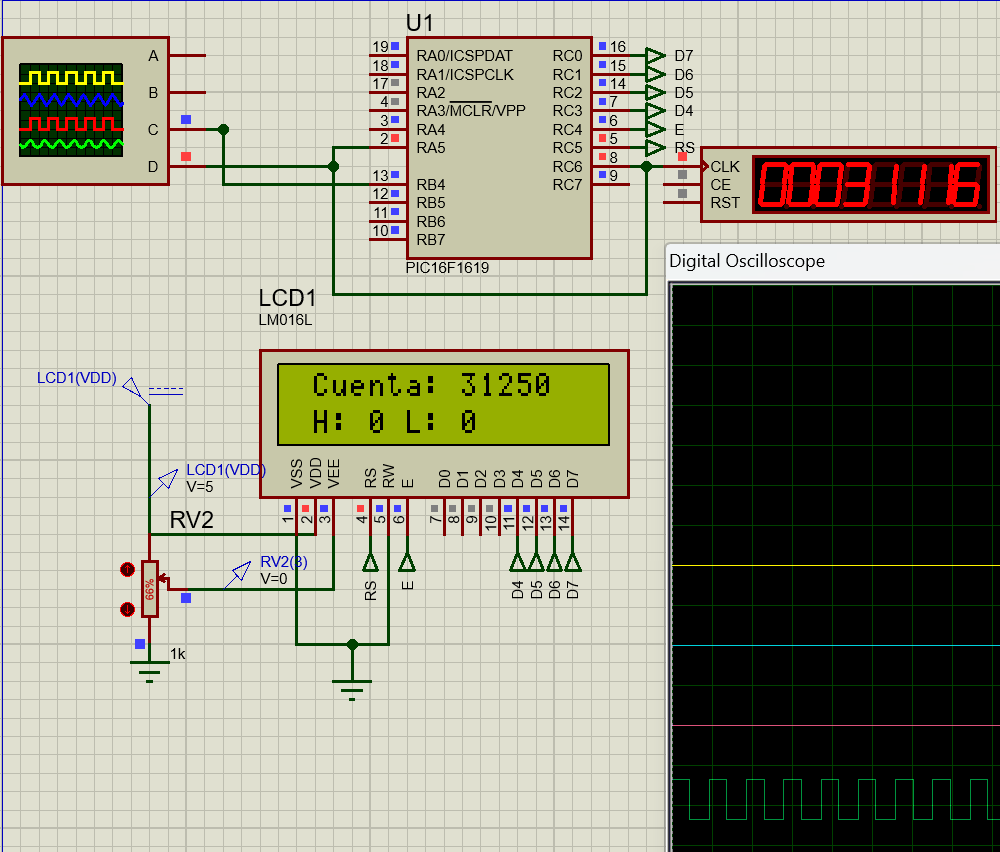 U1
A
B
C
D
19 RA0/ICSPDAT RC0 16 D7
18 RA1/ICSPCLK RC1 15 D6
17 RA2 RC2 14 D5
4 RA3/MCLR/VPP RC3 7 D4
3 RA4 RC4 6 E
2 RA5 RC5 5 RS
RC6 8
13 RB4 RC7 9
12 RB5
11 RB6
10 RB7
PIC16F1619
CLK
CE
RST
00031116
Digital Oscilloscope
LCD1
LM016L
Cuenta: 31250
H: 0 L: 0
VSS VDD VEE RS RW E D0 D1 D2 D3 D4 D5 D6 D7
1 2 3 4 5 6 7 8 9 10 11 12 13 14
RS E D4 D5 D6 D7
LCD1(VDD)
LCD1(VDD)
V=5
RV2
RV2(3)
V=0
66%
1k